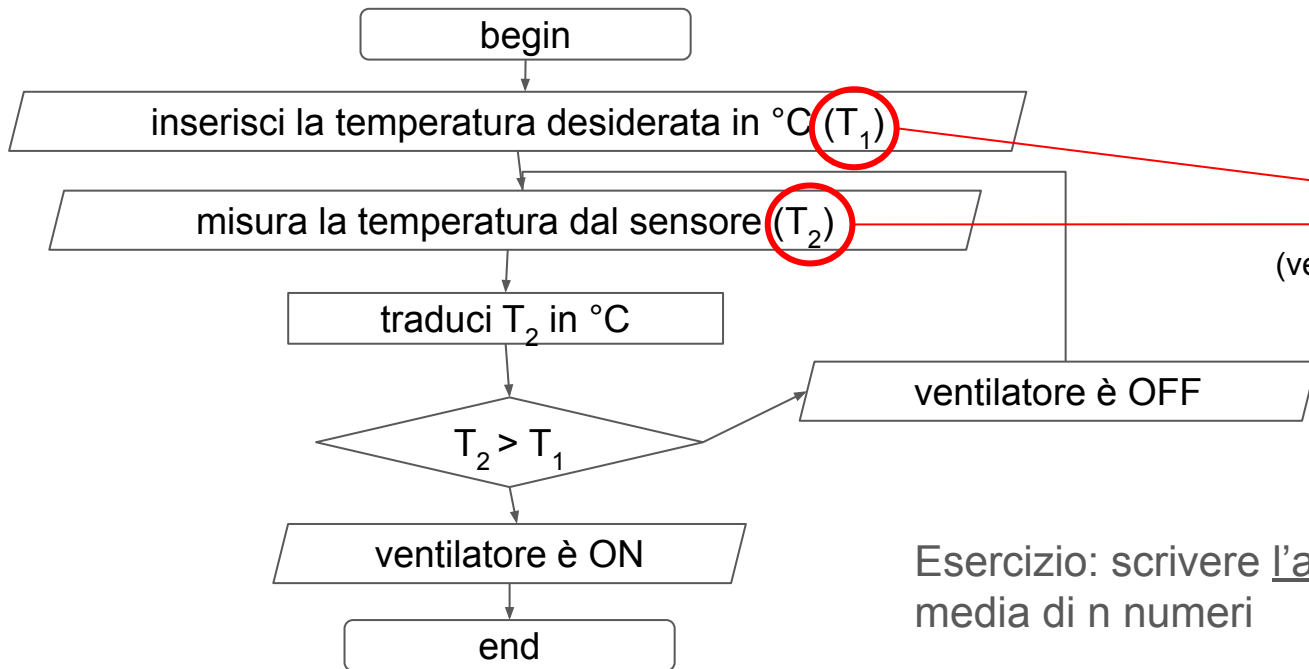 begin
inserisci la temperatura desiderata in °C (T₁)
misura la temperatura dal sensore (T₂)
traduci T₂ in °C
ventilatore è OFF
T₂ > T₁
ventilatore è ON
end
Esercizio: scrivere
media di n numeri